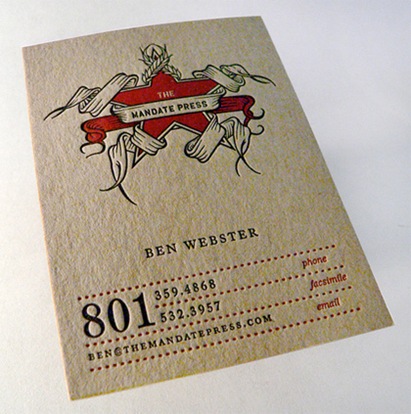 THE
MANDATE PRESS
BEN WEBSTER
801 359.4868 phone
532.3957 facsimile
BEN@THEMANDATEPRESS.COM email